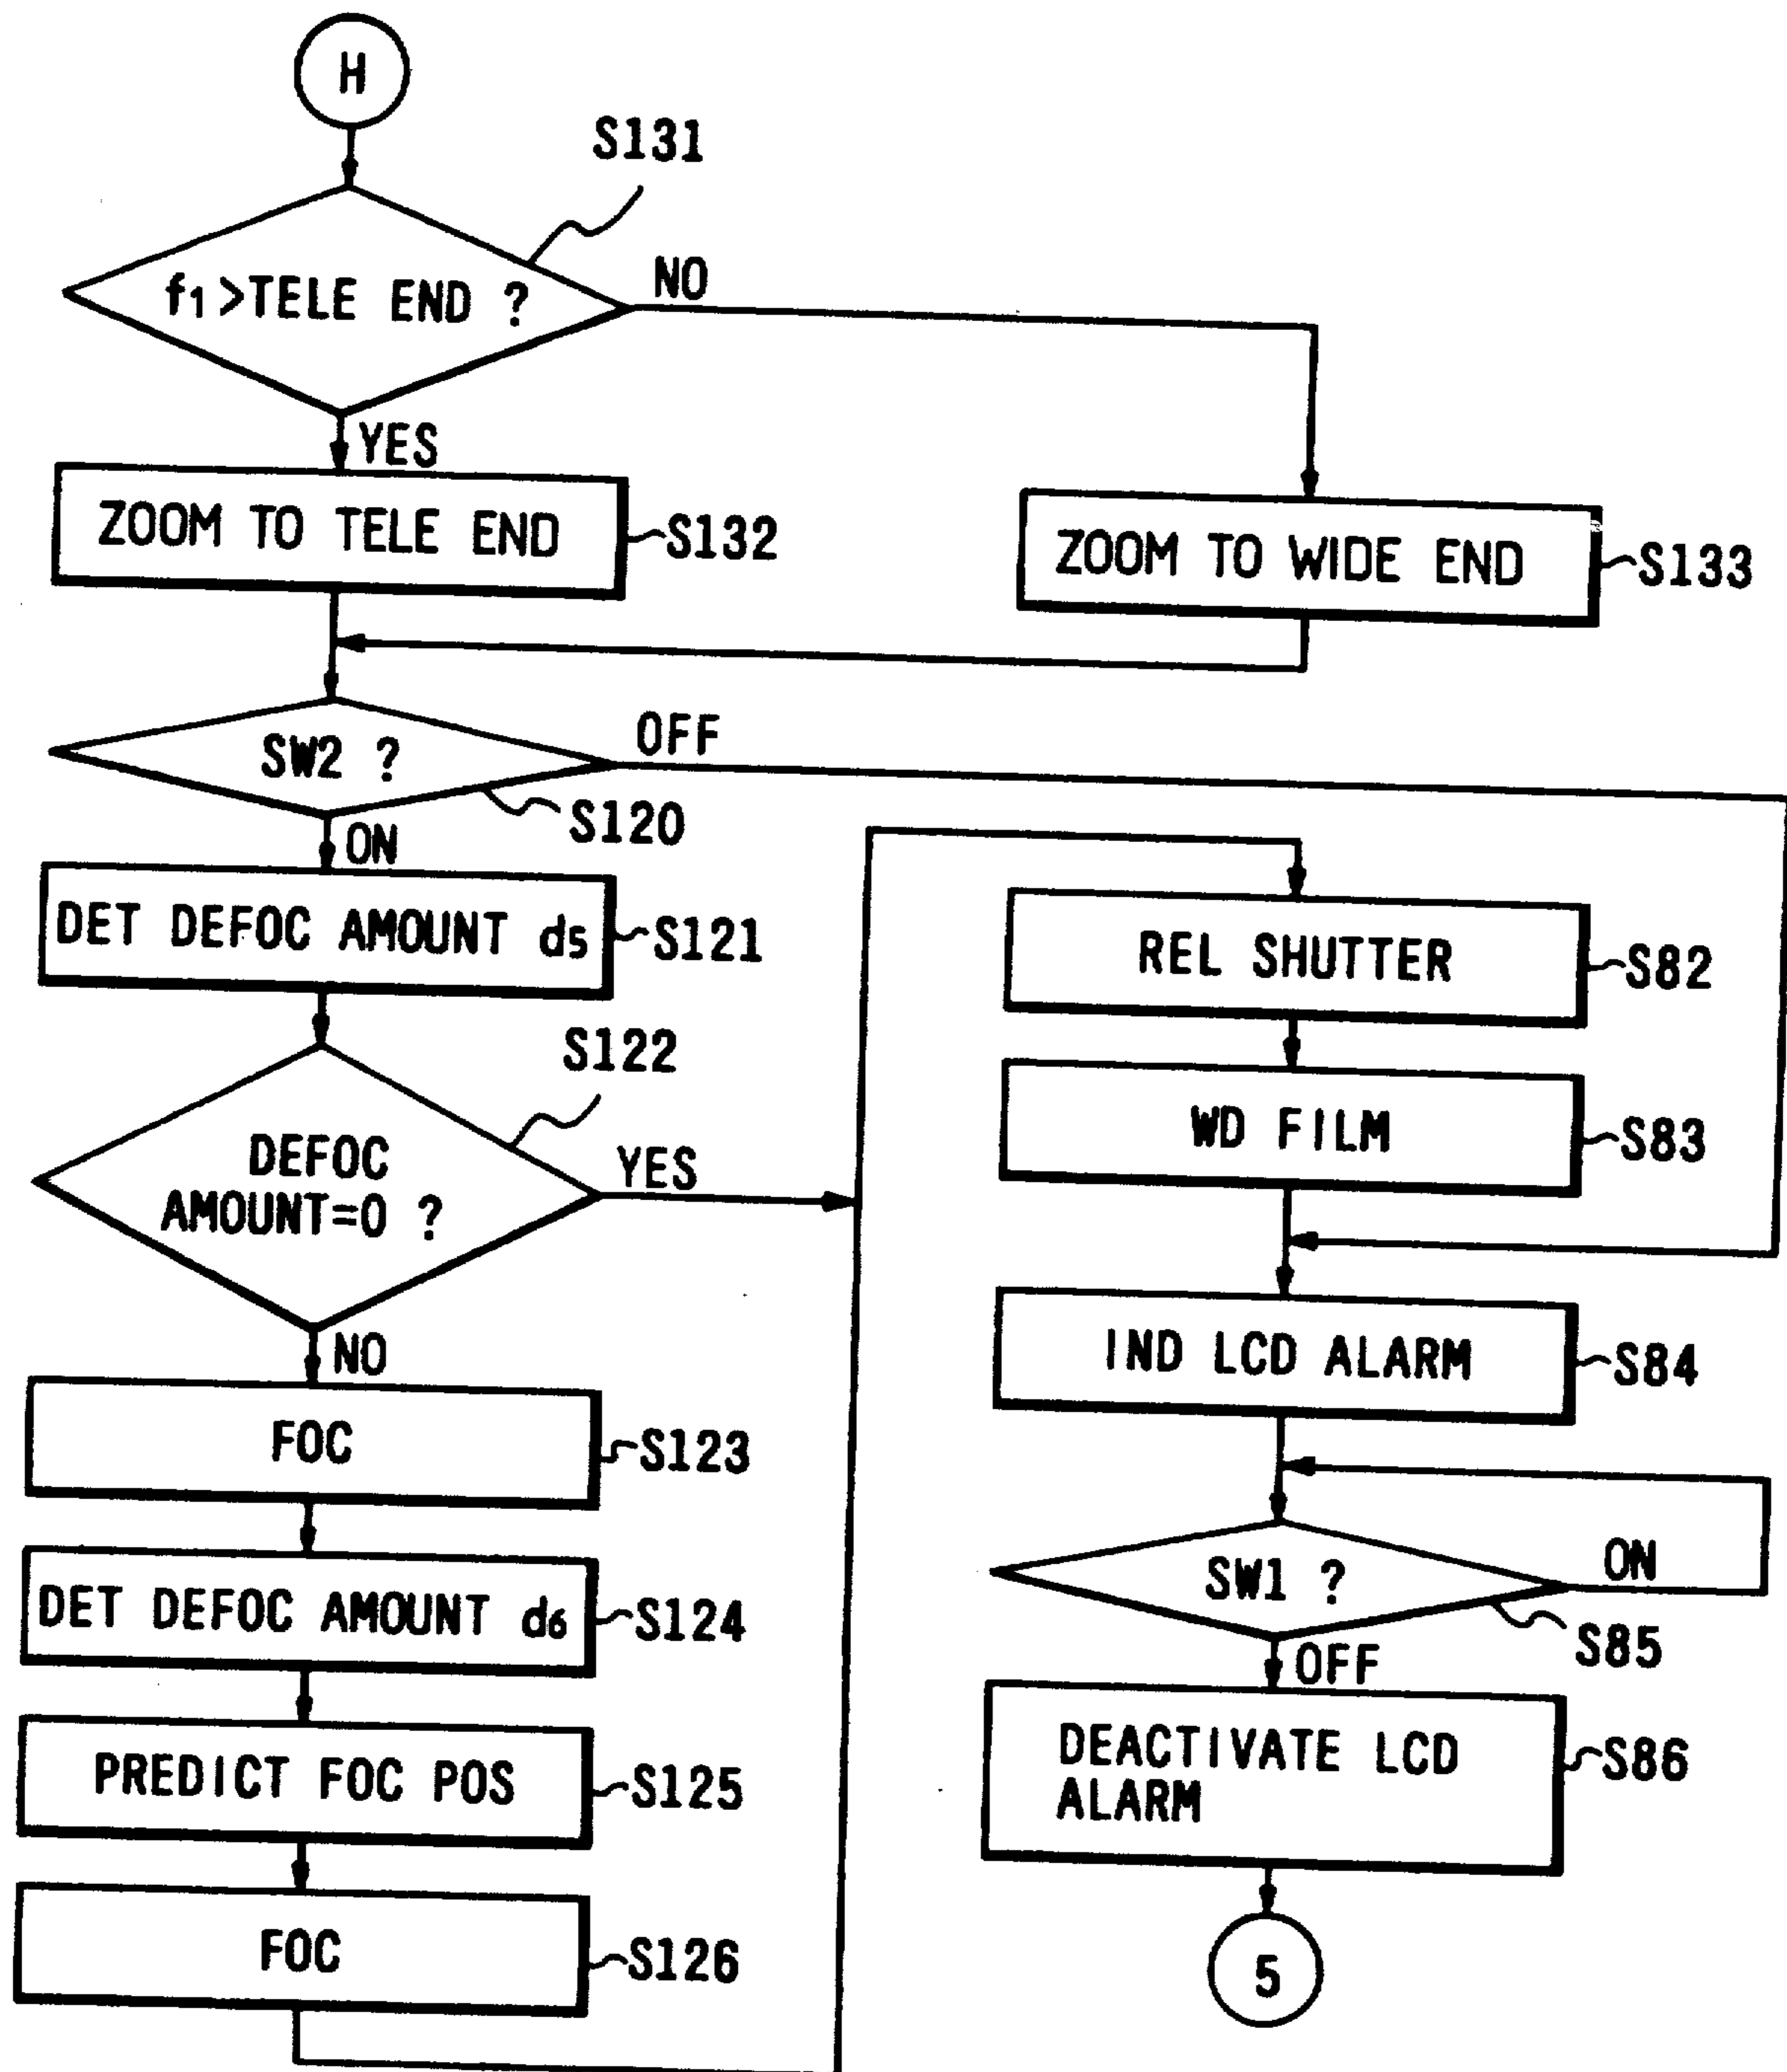 H
S131
f1>TELE END ?
NO
YES
ZOOM TO TELE END
S132
ZOOM TO WIDE END
S133
SW2 ?
OFF
S120
ON
DET DEFOC AMOUNT d5
S121
S122
DEFOC
AMOUNT=0 ?
YES
NO
FOC
S123
DET DEFOC AMOUNT d6
S124
PREDICT FOC POS
S125
FOC
S126
REL SHUTTER
S82
WD FILM
S83
IND LCD ALARM
S84
SW1 ?
ON
S85
OFF
DEACTIVATE LCD
ALARM
S86
5